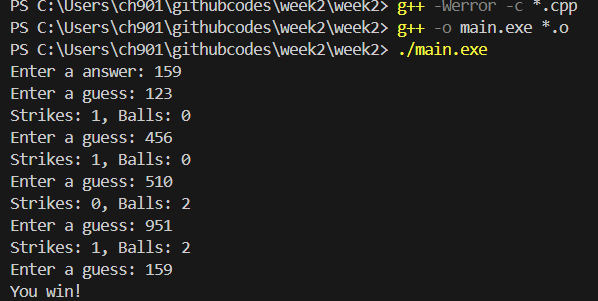 PS C:\Users\ch901\githubcodes\week2\week2> g++ -Werror -c *.cpp
PS C:\Users\ch901\githubcodes\week2\week2> g++ -o main.exe *.o
PS C:\Users\ch901\githubcodes\week2\week2> ./main.exe
Enter a answer: 159
Enter a guess: 123
Strikes: 1, Balls: 0
Enter a guess: 456
Strikes: 1, Balls: 0
Enter a guess: 510
Strikes: 0, Balls: 2
Enter a guess: 951
Strikes: 1, Balls: 2
Enter a guess: 159
You win!